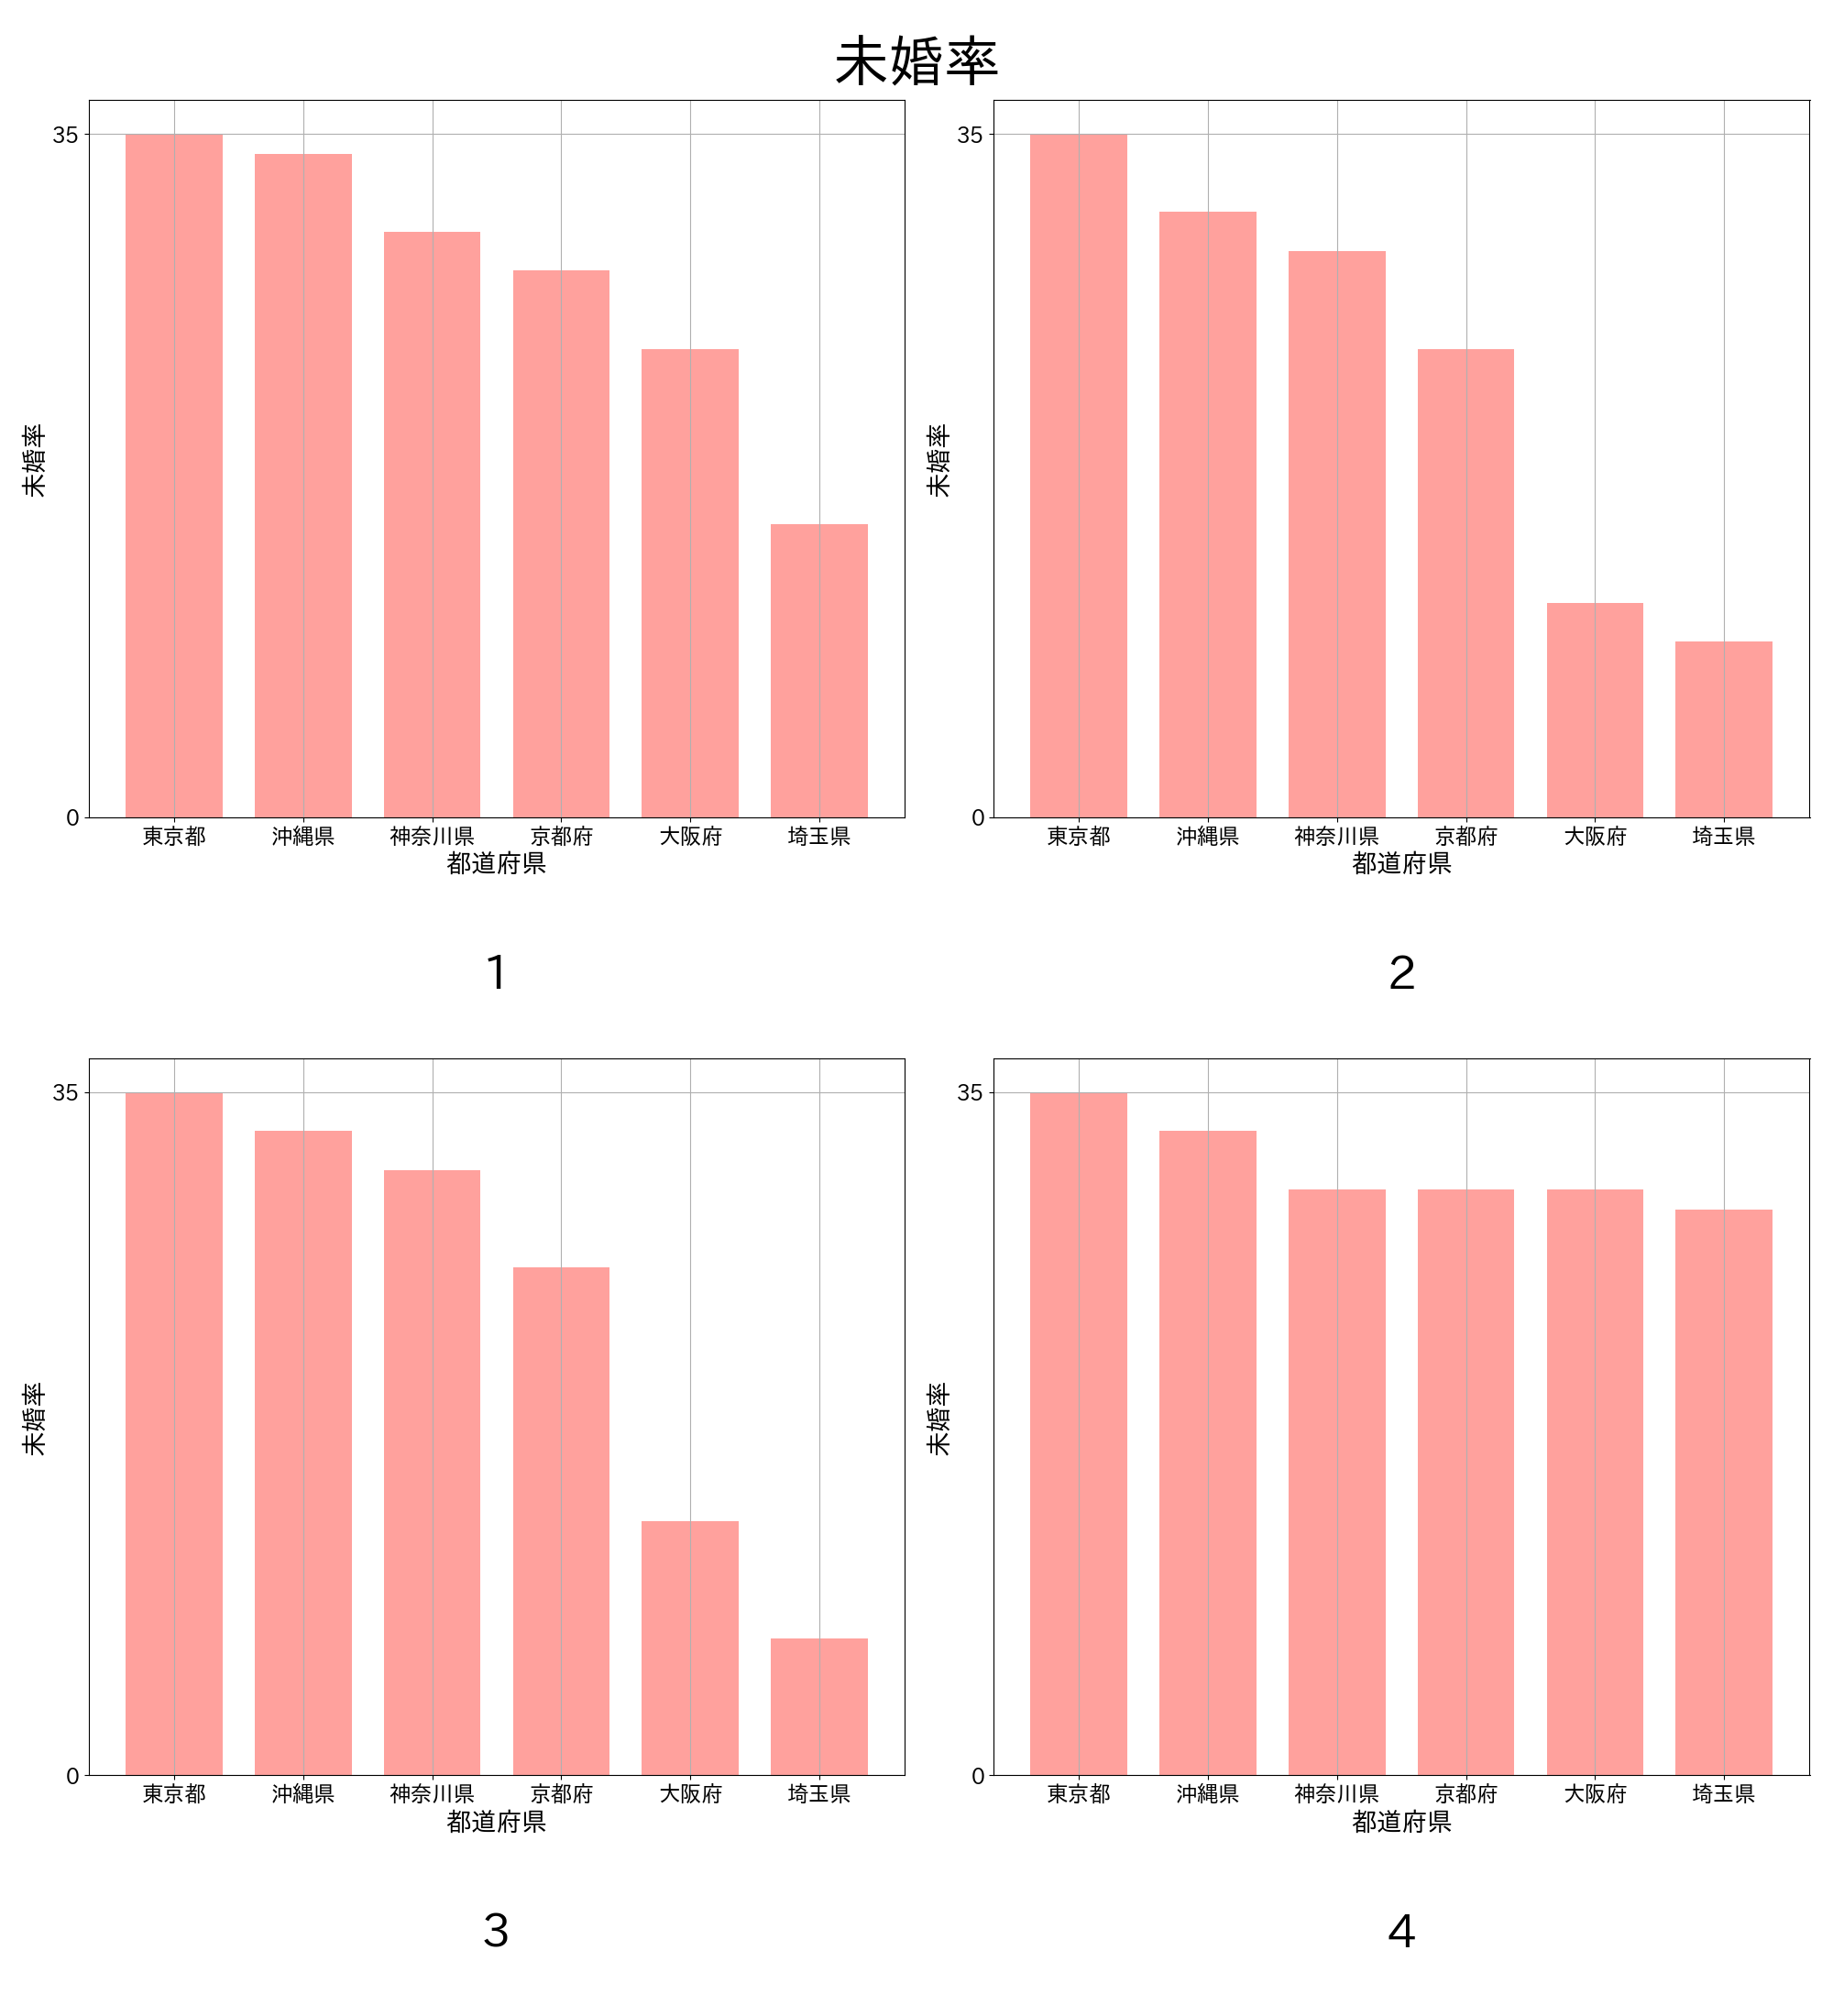 未婚率
35
0
未婚率
東京都 沖縄県 神奈川県 京都府 大阪府 埼玉県
都道府県
1
35
0
未婚率
東京都 沖縄県 神奈川県 京都府 大阪府 埼玉県
都道府県
2
35
0
未婚率
東京都 沖縄県 神奈川県 京都府 大阪府 埼玉県
都道府県
3
35
0
未婚率
東京都 沖縄県 神奈川県 京都府 大阪府 埼玉県
都道府県
4